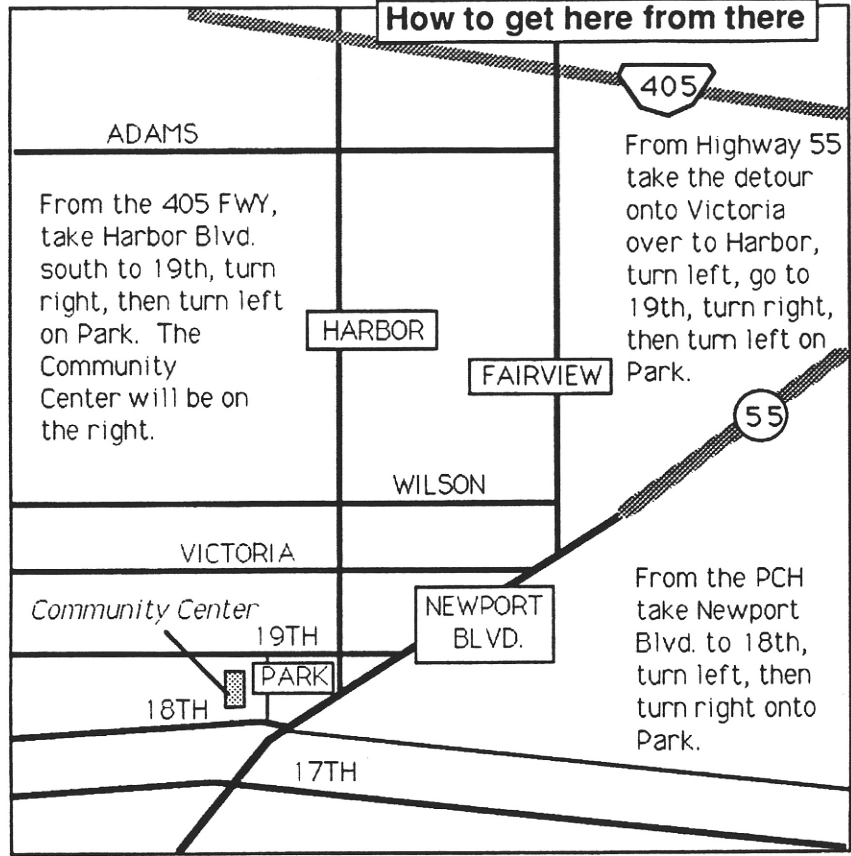 How to get here from there
405
ADAMS
From the 405 FWY,
take Harbor Blvd.
south to 19th, turn
right, then turn left
on Park. The
Community
Center will be on
the right.
From Highway 55
take the detour
onto Victoria
over to Harbor,
turn left, go to
19th, turn right,
then turn left on
Park.
HARBOR
FAIRVIEW
55
WILSON
VICTORIA
Community Center
NEWPORT
BLVD.
19TH
PARK
18TH
17TH
From the PCH
take Newport
Blvd. to 18th,
turn left, then
turn right onto
Park.